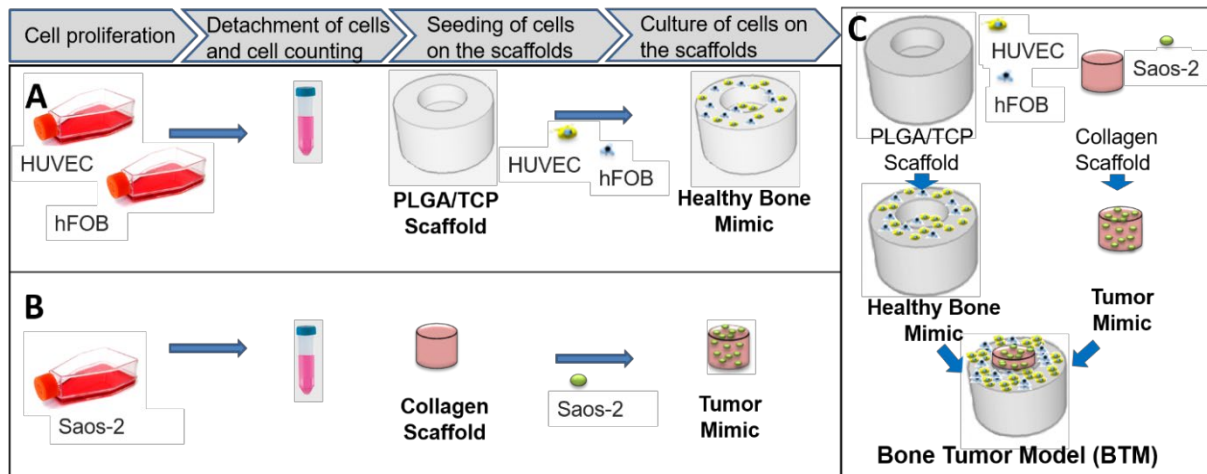 Cell proliferation
Detachment of cells
and cell counting
Seeding of cells
on the scaffolds
Culture of cells on
the scaffolds
A
HUVEC
hFOB
PLGA/TCP
Scaffold
HUVEC
hFOB
Healthy Bone
Mimic
B
Saos-2
Collagen
Scaffold
Saos-2
Tumor
Mimic
C
HUVEC
hFOB
Saos-2
PLGA/TCP
Scaffold
Collagen
Scaffold
Healthy Bone
Mimic
Tumor
Mimic
Bone Tumor Model (BTM)